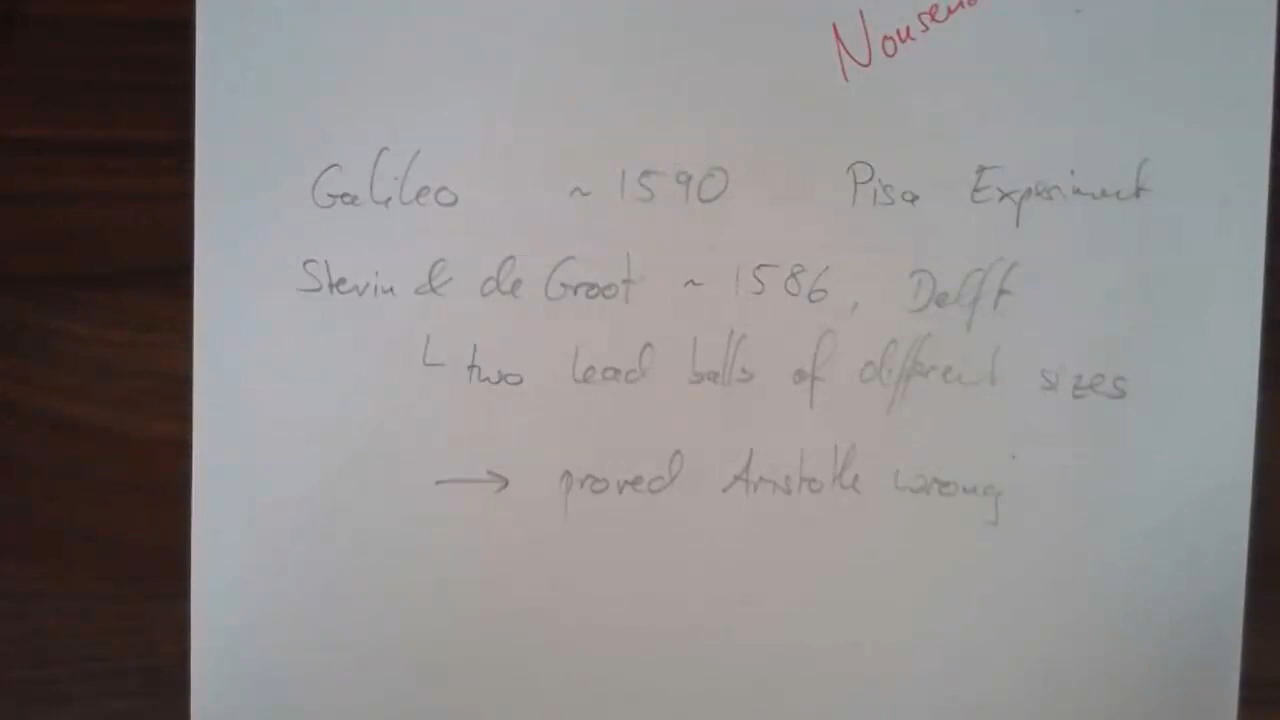 Nonsen
Galileo ~ 1590 Pisa Experiment
Stevin & de Groot ~ 1586, Delft
└ two lead balls of different sizes
→ proved Aristotle wrong